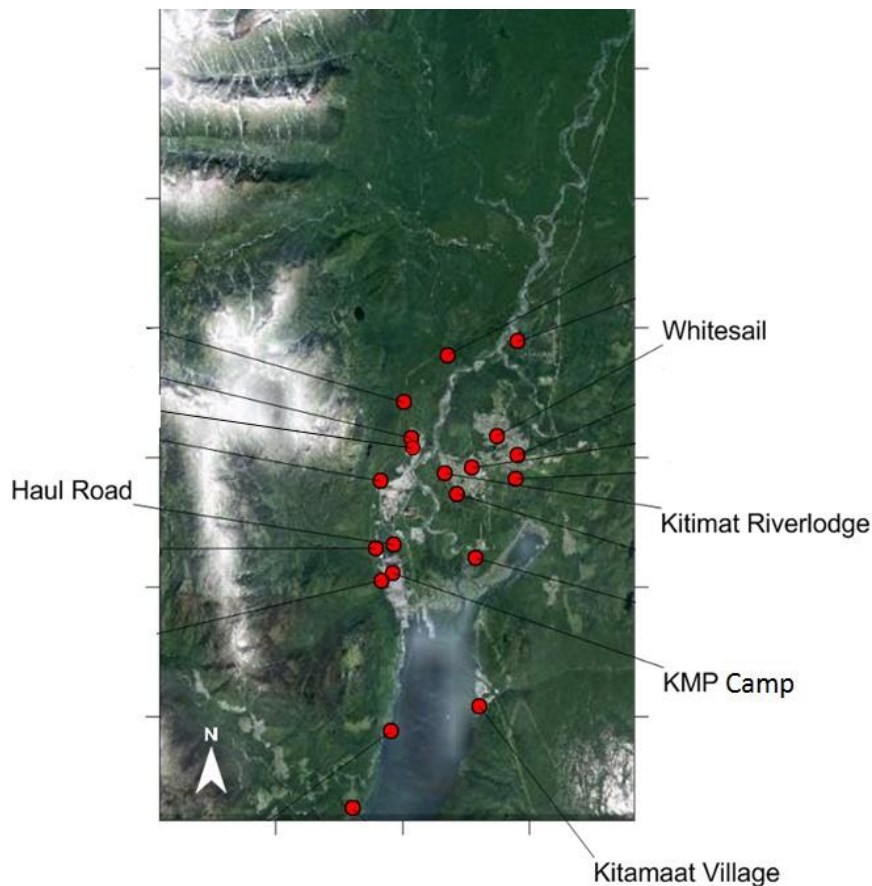 Whitesail
Haul Road
Kitimat Riverlodge
KMP Camp
N
Kitamaat Village